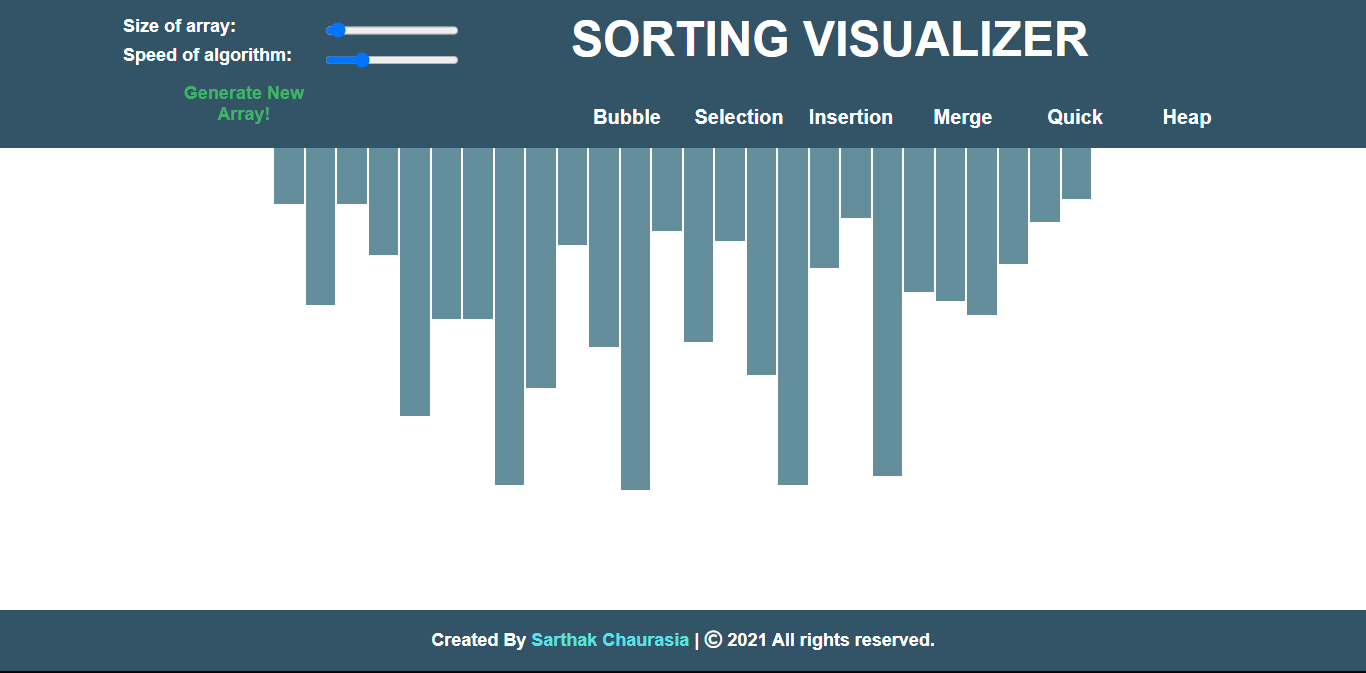 Size of array:
Speed of algorithm:
Generate New
Array!
SORTING VISUALIZER
Bubble Selection Insertion Merge Quick Heap
Created By Sarthak Chaurasia | © 2021 All rights reserved.